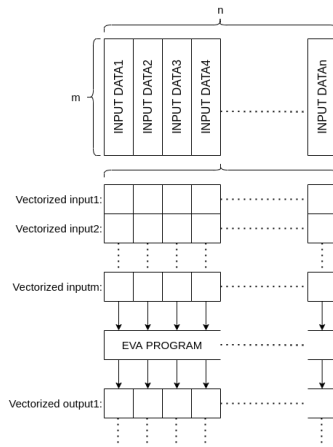 n
m
INPUT DATA1
INPUT DATA2
INPUT DATA3
INPUT DATA4
INPUT DATAn
Vectorized input1:
Vectorized input2:
Vectorized inputm:
EVA PROGRAM
Vectorized output1: